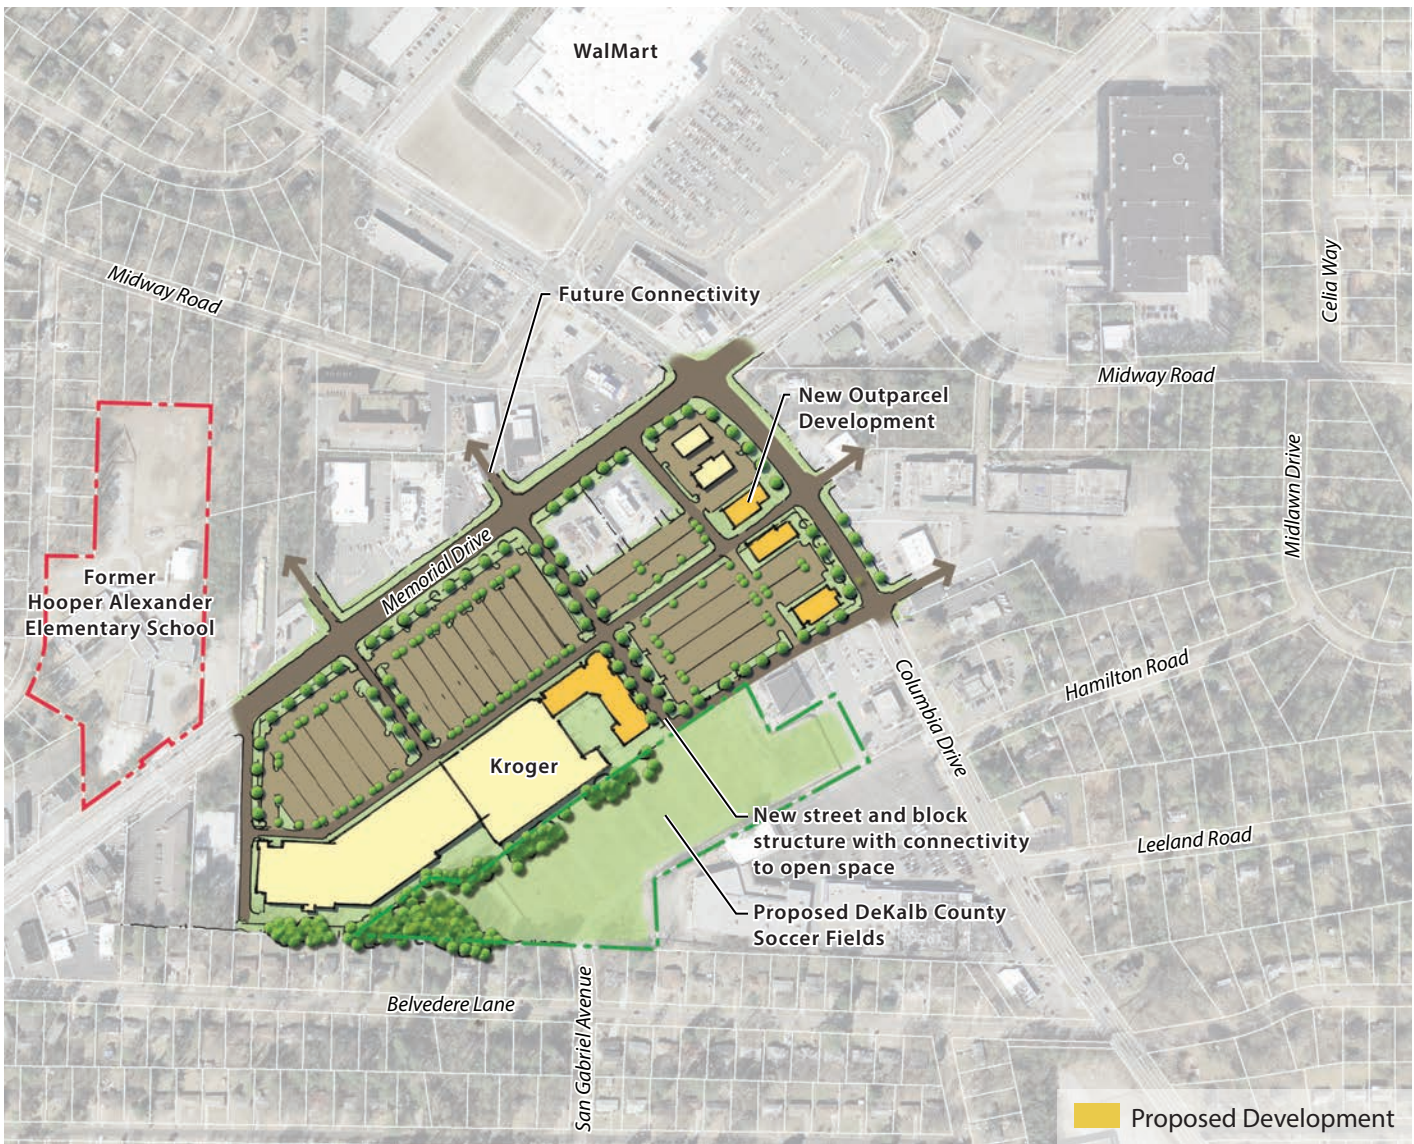 WalMart
Midway Road
Future Connectivity
Celia Way
Midway Road
New Outparcel
Development
Midlawn Drive
Memorial Drive
Former
Hooper Alexander
Elementary School
Hamilton Road
Columbia Drive
Kroger
New street and block
structure with connectivity
to open space
Leeland Road
Proposed DeKalb County
Soccer Fields
Belvedere Lane
San Gabriel Avenue
Proposed Development